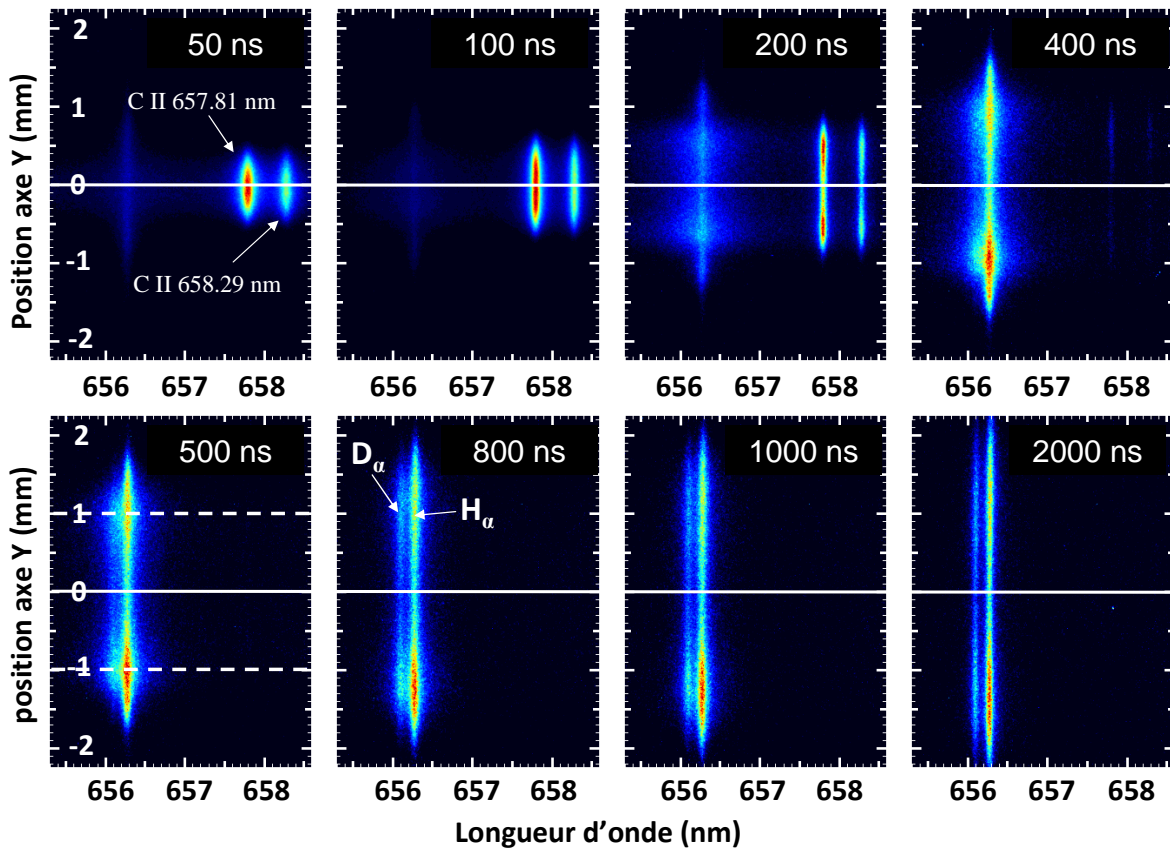 50 ns
100 ns
200 ns
400 ns
Position axe Y (mm)
2
1
0
-1
-2
C II 657.81 nm
C II 658.29 nm
656 657 658
656 657 658
656 657 658
656 657 658
500 ns
800 ns
1000 ns
2000 ns
position axe Y (mm)
2
1
0
-1
-2
Dα
Hα
656 657 658
656 657 658
656 657 658
656 657 658
Longueur d’onde (nm)